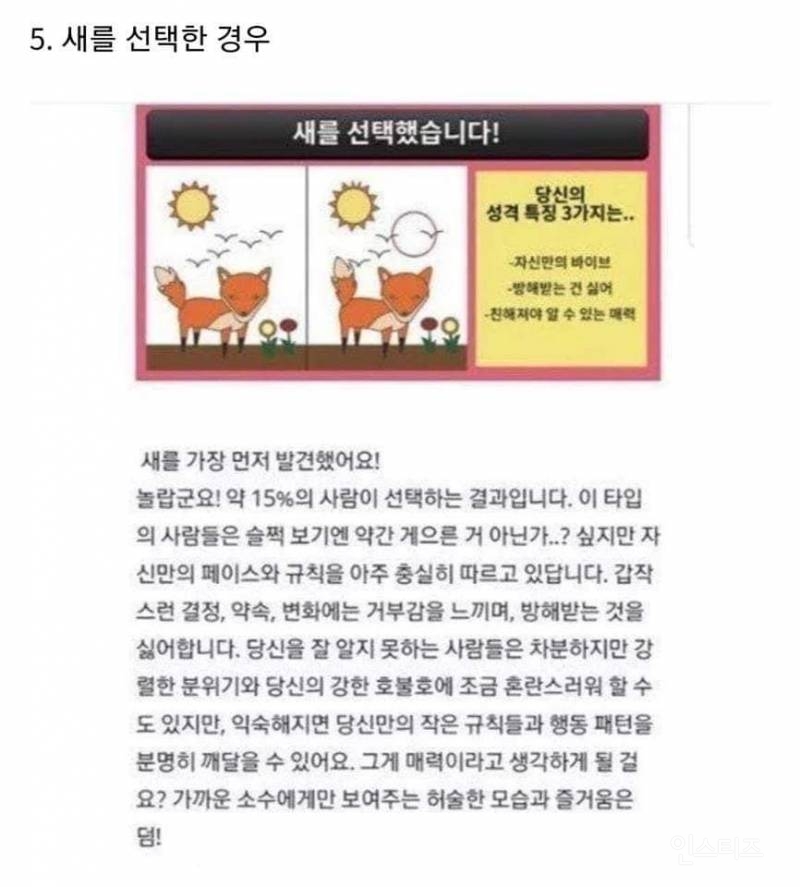 5. 새를 선택한 경우
새를 선택했습니다!
당신의
성격 특징 3가지는..
-자신만의 바이브
-방해받는 건 싫어
-친해져야 알 수 있는 매력
새를 가장 먼저 발견했어요!
놀랍군요! 약 15%의 사람이 선택하는 결과입니다. 이 타입
의 사람들은 슬쩍 보기엔 약간 게으른 거 아닌가..? 싶지만 자
신만의 페이스와 규칙을 아주 충실히 따르고 있답니다. 갑작
스런 결정, 약속, 변화에는 거부감을 느끼며, 방해받는 것을
싫어합니다. 당신을 잘 알지 못하는 사람들은 차분하지만 강
렬한 분위기와 당신의 강한 호불호에 조금 혼란스러워 할 수
도 있지만, 익숙해지면 당신만의 작은 규칙들과 행동 패턴을
분명히 깨달을 수 있어요. 그게 매력이라고 생각하게 될 걸
요? 가까운 소수에게만 보여주는 허술한 모습과 즐거움은
덤!
인스티즈